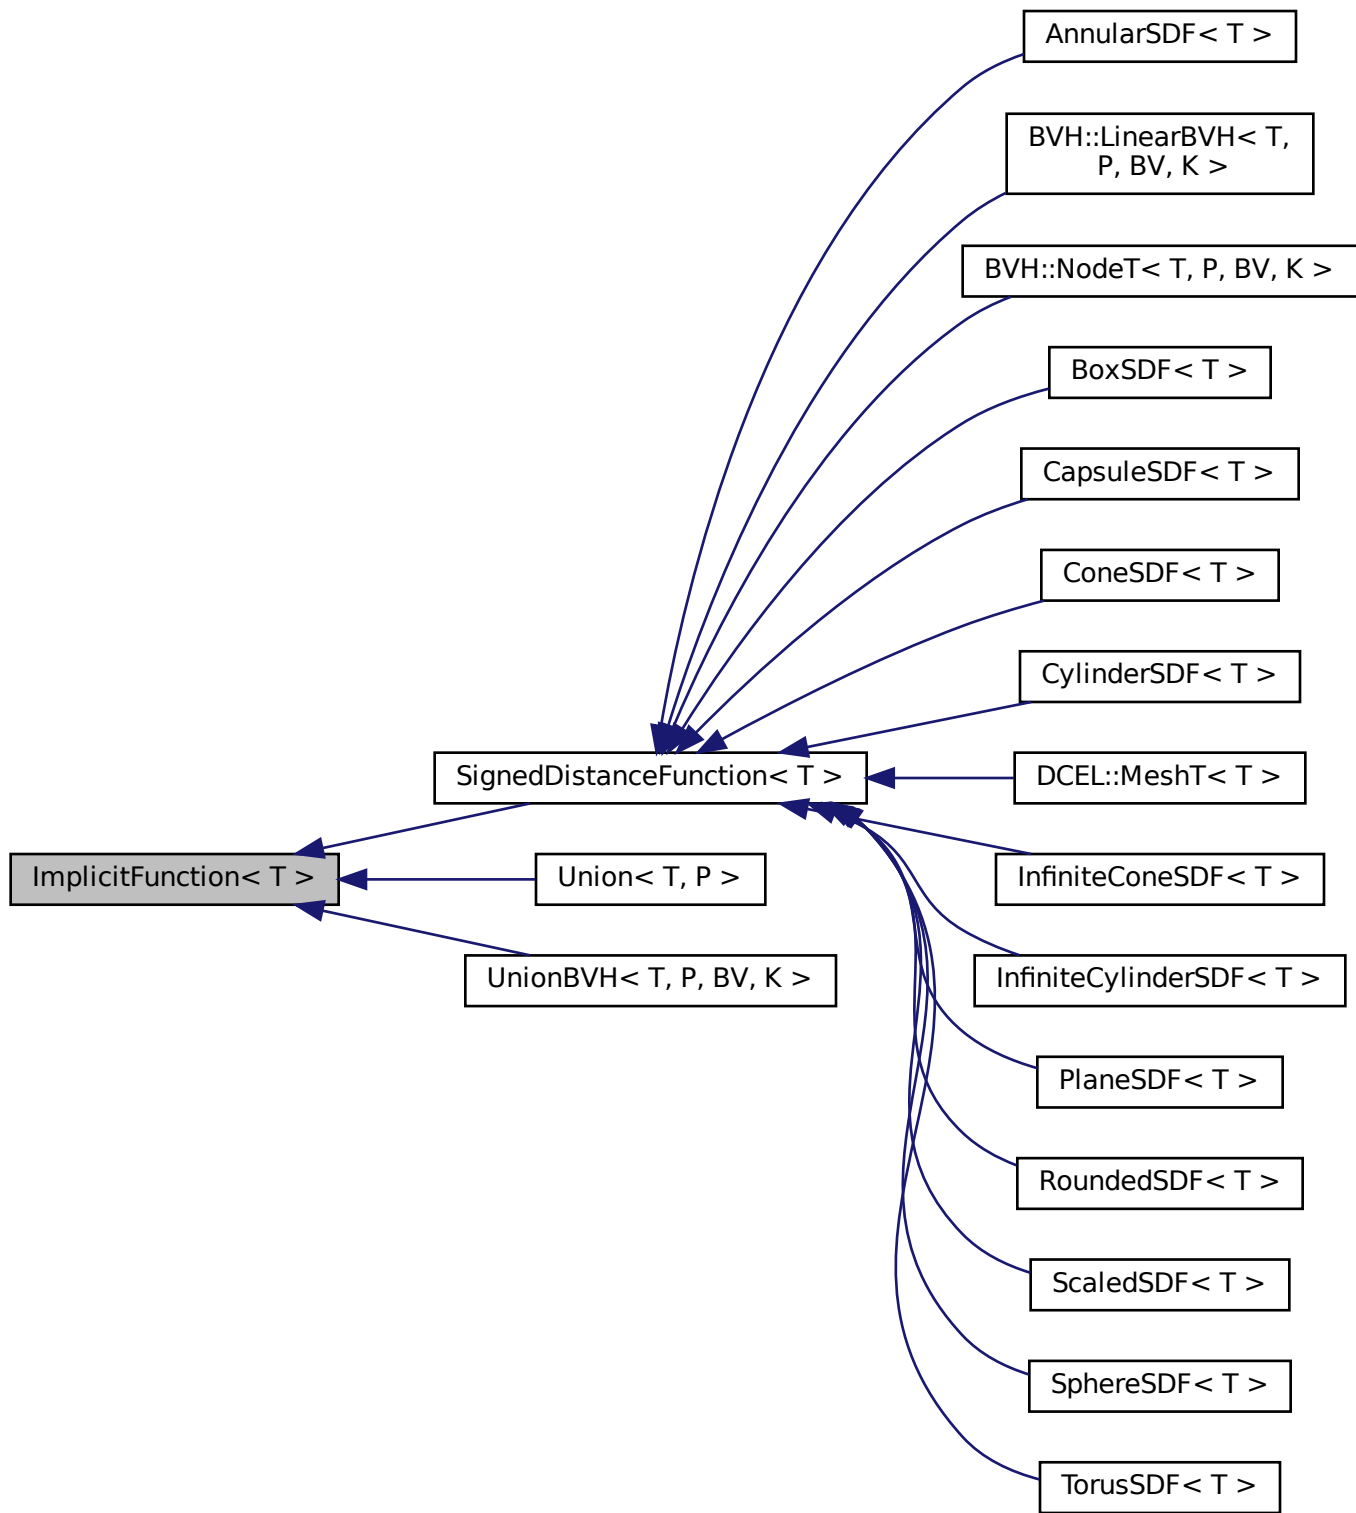 AnnularSDF< T >
BVH::LinearBVH< T,
P, BV, K >
BVH::NodeT< T, P, BV, K >
BoxSDF< T >
CapsuleSDF< T >
ConeSDF< T >
CylinderSDF< T >
SignedDistanceFunction< T >
DCEL::MeshT< T >
ImplicitFunction< T >
Union< T, P >
InfiniteConeSDF< T >
UnionBVH< T, P, BV, K >
InfiniteCylinderSDF< T >
PlaneSDF< T >
RoundedSDF< T >
ScaledSDF< T >
SphereSDF< T >
TorusSDF< T >